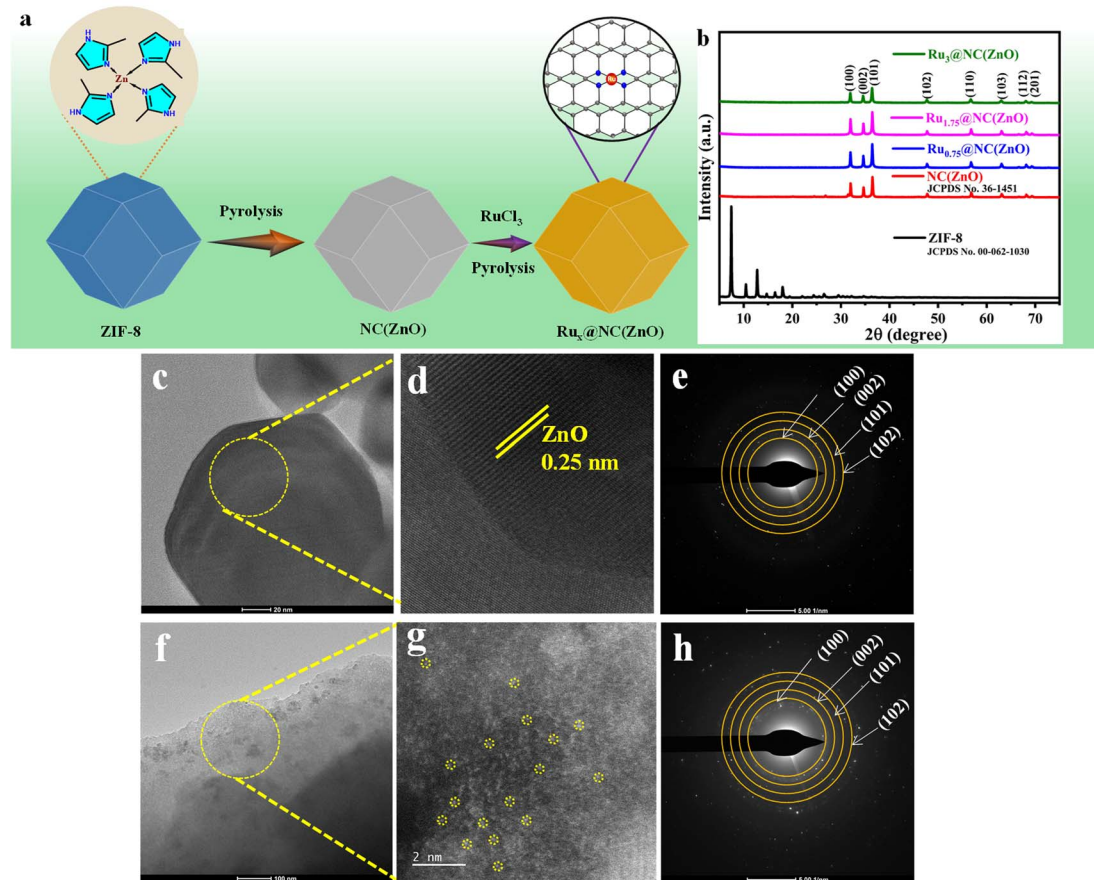 a
H
N
NH
N
N
Zn
N
N
HN
N
H
Pyrolysis
RuCl3
Pyrolysis
Ru
ZIF-8
NC(ZnO)
Rux@NC(ZnO)
b
Intensity (a.u.)
Ru3@NC(ZnO)
(100)
(002)
(101)
(102)
(110)
(103)
(112)
(201)
Ru1.75@NC(ZnO)
Ru0.75@NC(ZnO)
NC(ZnO)
JCPDS No. 36-1451
ZIF-8
JCPDS No. 00-062-1030
10 20 30 40 50 60 70
2θ (degree)
c
20 nm
d
ZnO
0.25 nm
e
(100)
(002)
(101)
(102)
5.00 1/nm
f
100 nm
g
2 nm
h
(100)
(002)
(101)
(102)
5.00 1/nm